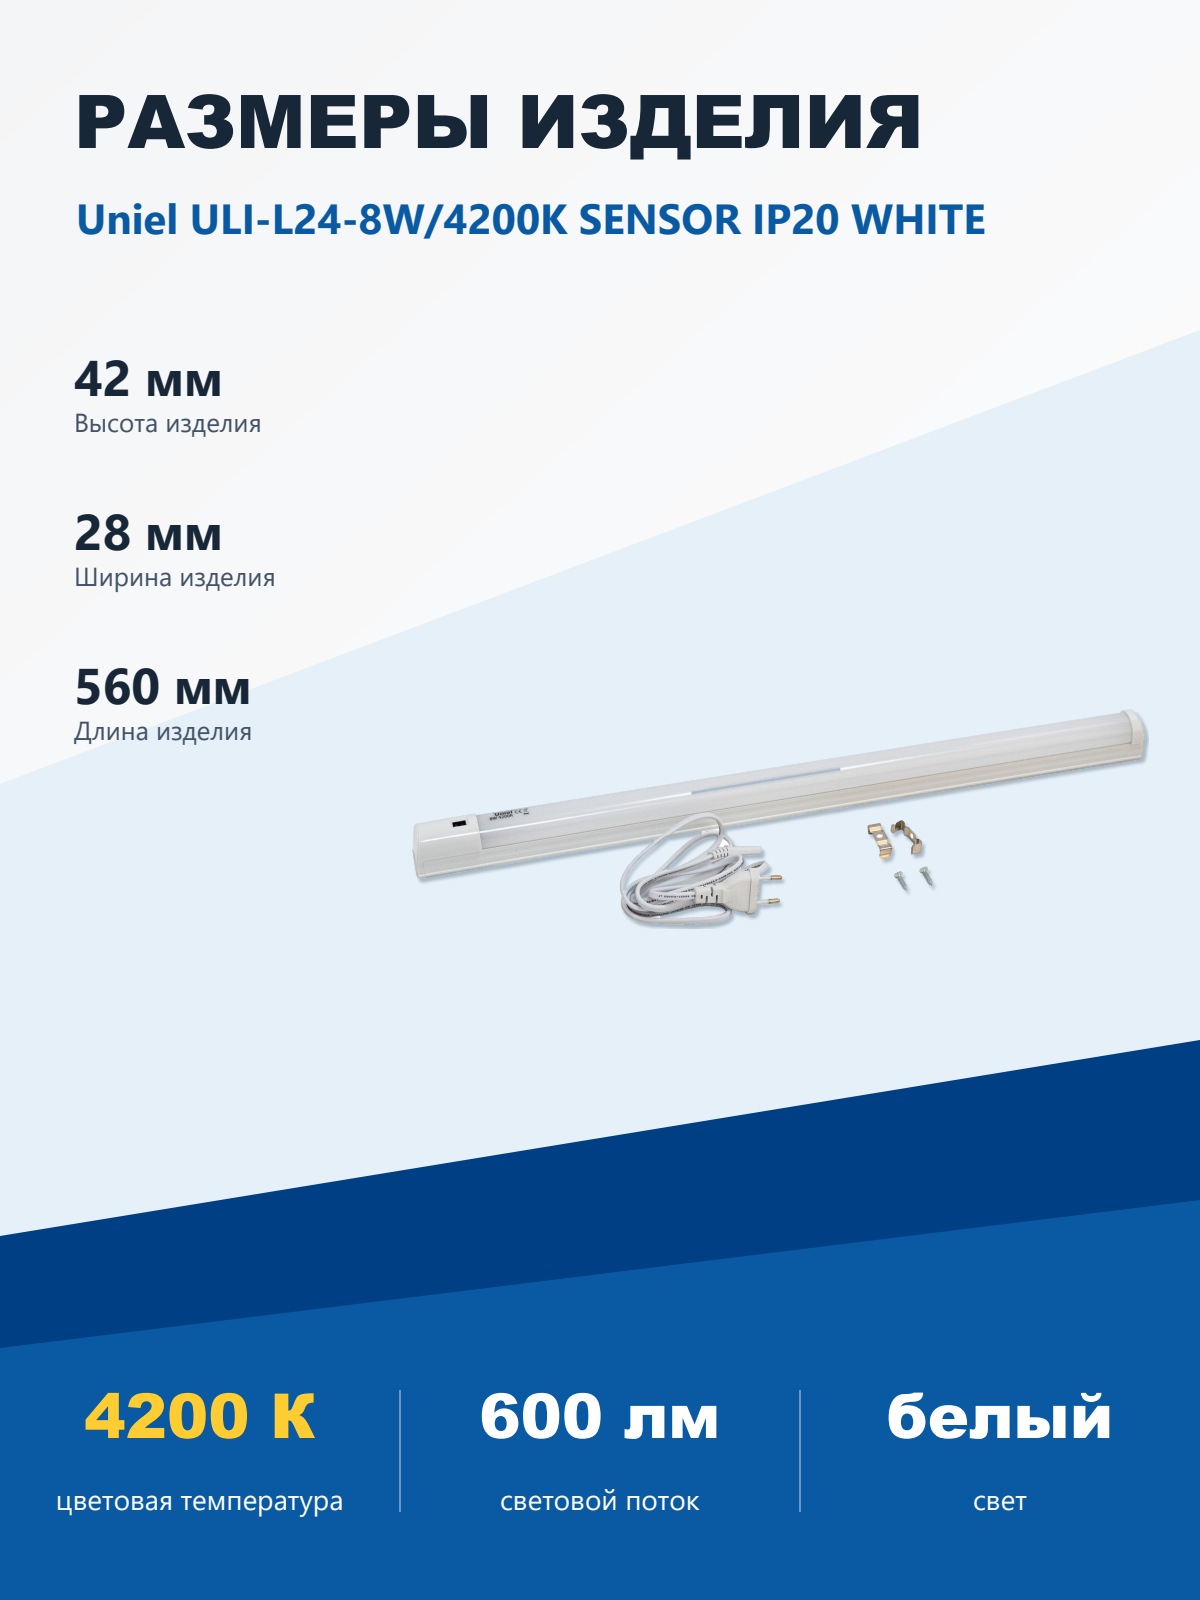 РАЗМЕРЫ ИЗДЕЛИЯ
Uniel ULI-L24-8W/4200K SENSOR IP20 WHITE
42 мм
Высота изделия
28 мм
Ширина изделия
560 мм
Длина изделия
4200 К
цветовая температура
600 лм
световой поток
белый
свет